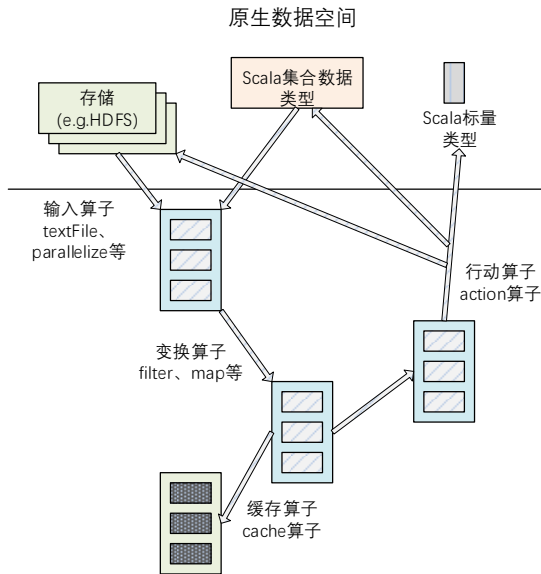 原生数据空间
存储
(e.g.HDFS)
Scala集合数据
类型
Scala标量
类型
输入算子
textFile、
parallelize等
行动算子
action算子
变换算子
filter、map等
缓存算子
cache算子